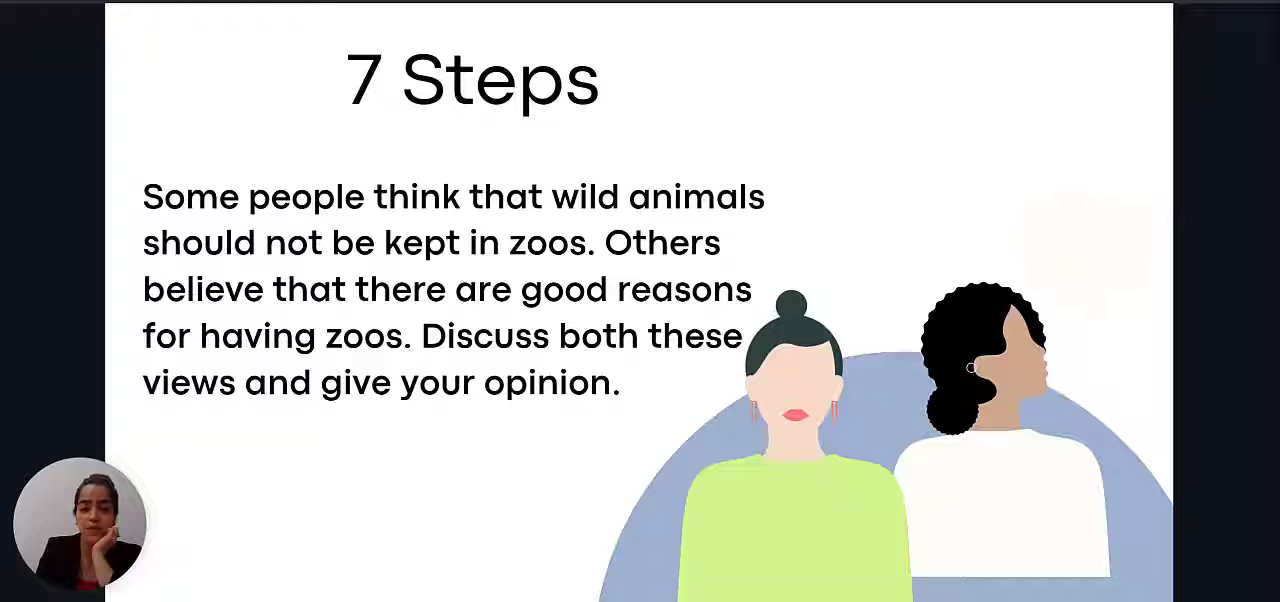 7 Steps
Some people think that wild animals
should not be kept in zoos. Others
believe that there are good reasons
for having zoos. Discuss both these
views and give your opinion.